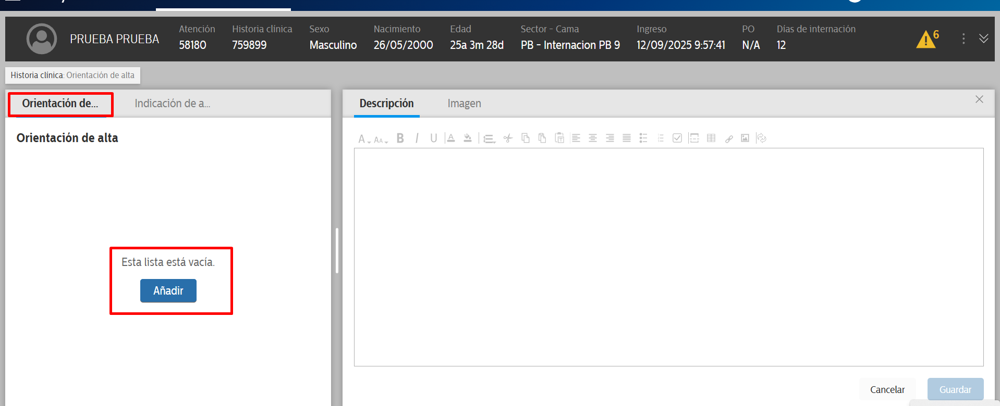 PRUEBA PRUEBA
Atención Historia clínica Sexo Nacimiento Edad Sector - Cama Ingreso PO Días de internación
58180 759899 Masculino 26/05/2000 25a 3m 28d PB - Internacion PB 9 12/09/2025 9:57:41 N/A 12
6
Historia clínica: Orientación de alta
Orientación de... Indicación de a...
Orientación de alta
Esta lista está vacía.
Añadir
Descripción Imagen
Cancelar Guardar